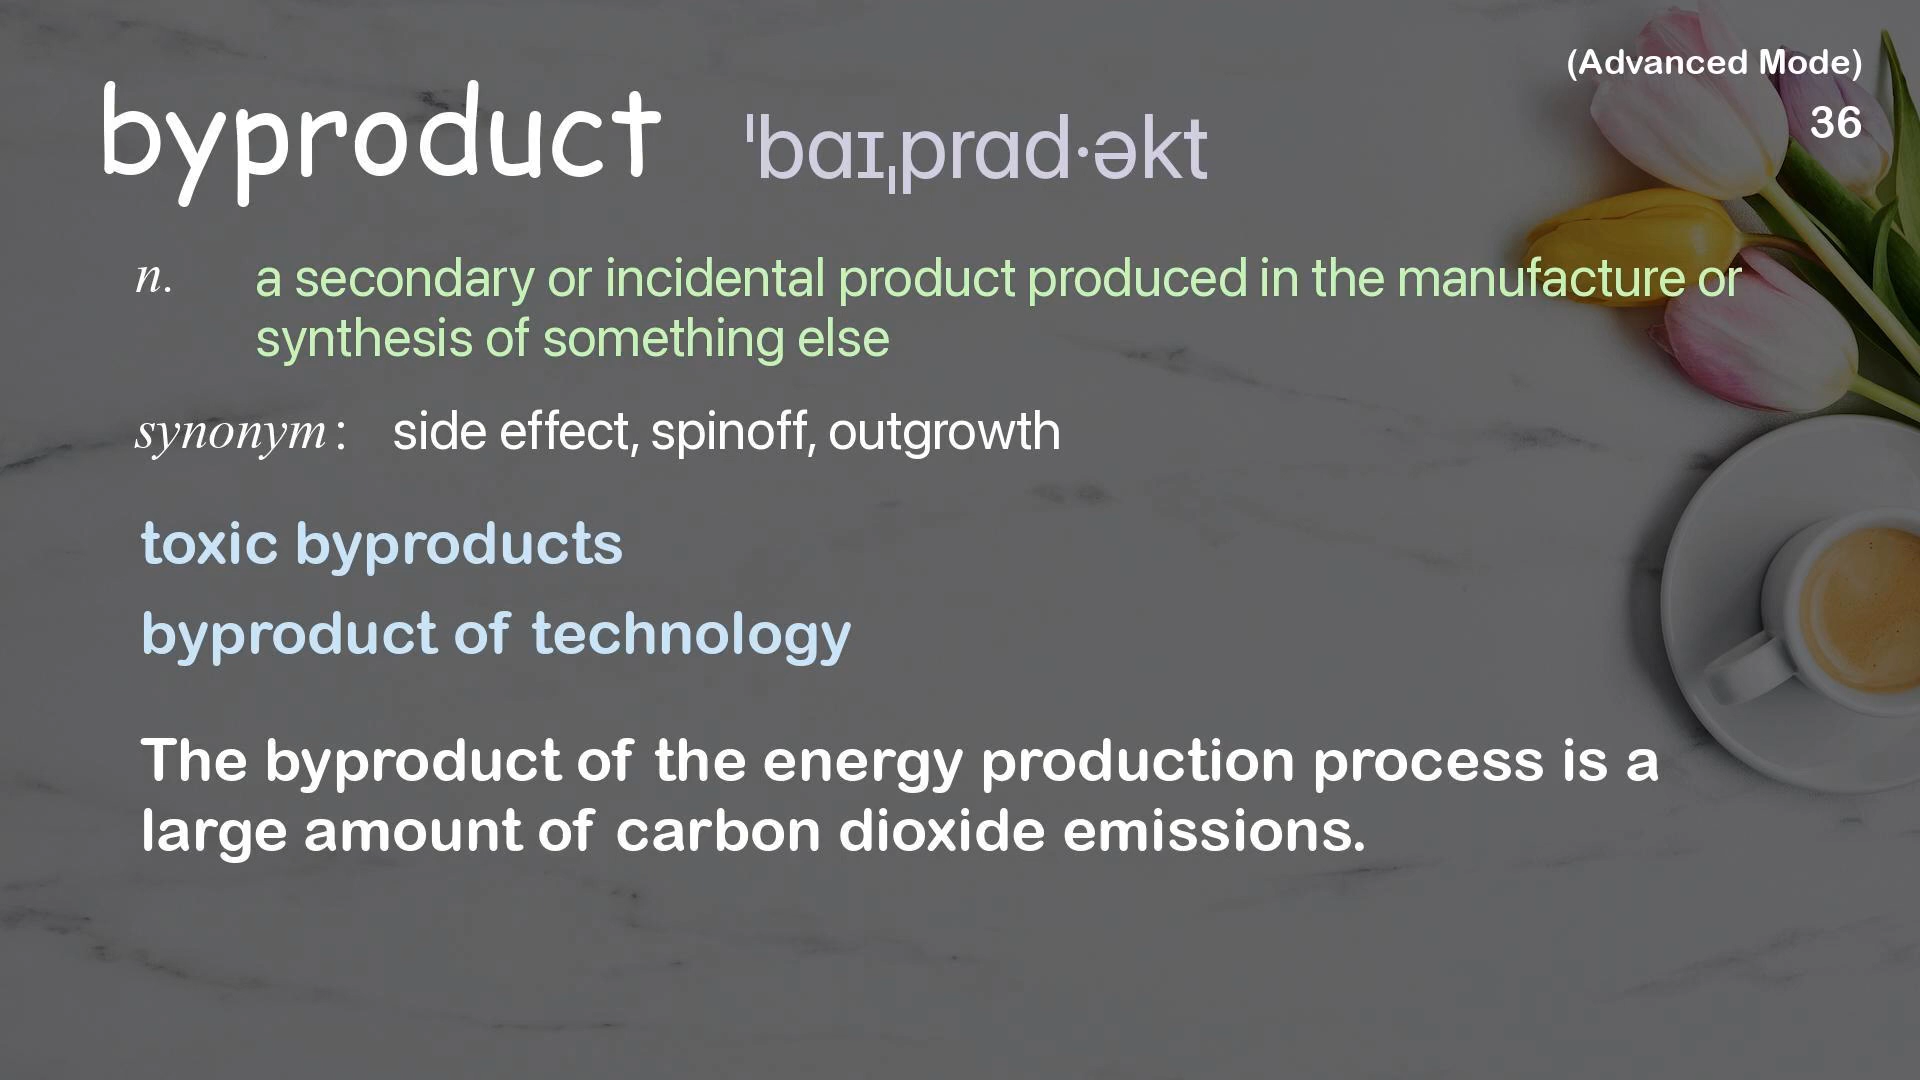 (Advanced Mode)
36
byproduct ˈbaɪˌprad·əkt
n. a secondary or incidental product produced in the manufacture or
synthesis of something else
synonym: side effect, spinoff, outgrowth
toxic byproducts
byproduct of technology
The byproduct of the energy production process is a
large amount of carbon dioxide emissions.